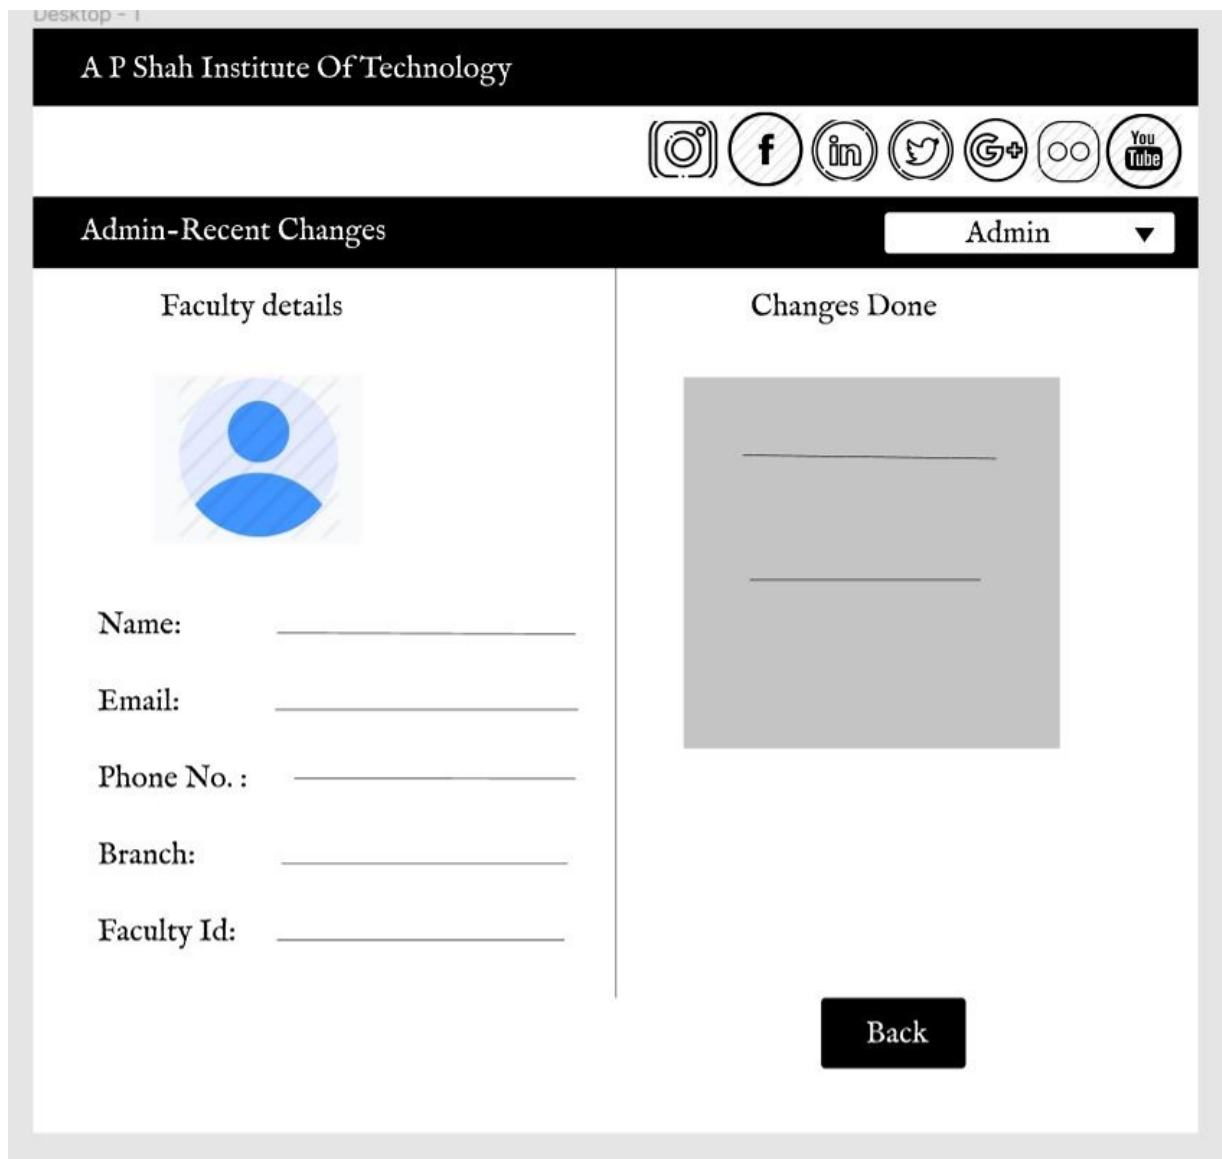 Desktop - 1
A P Shah Institute Of Technology
f in G+ You Tube
Admin-Recent Changes Admin
Faculty details Changes Done
Name:
Email:
Phone No. :
Branch:
Faculty Id:
Back